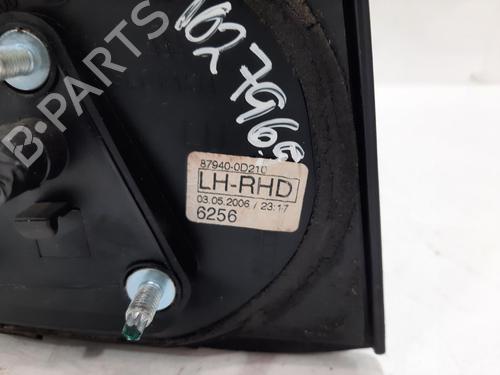 B-PARTS
87940-0D210
LH-RHD
03.05.2006 / 23:17
6256